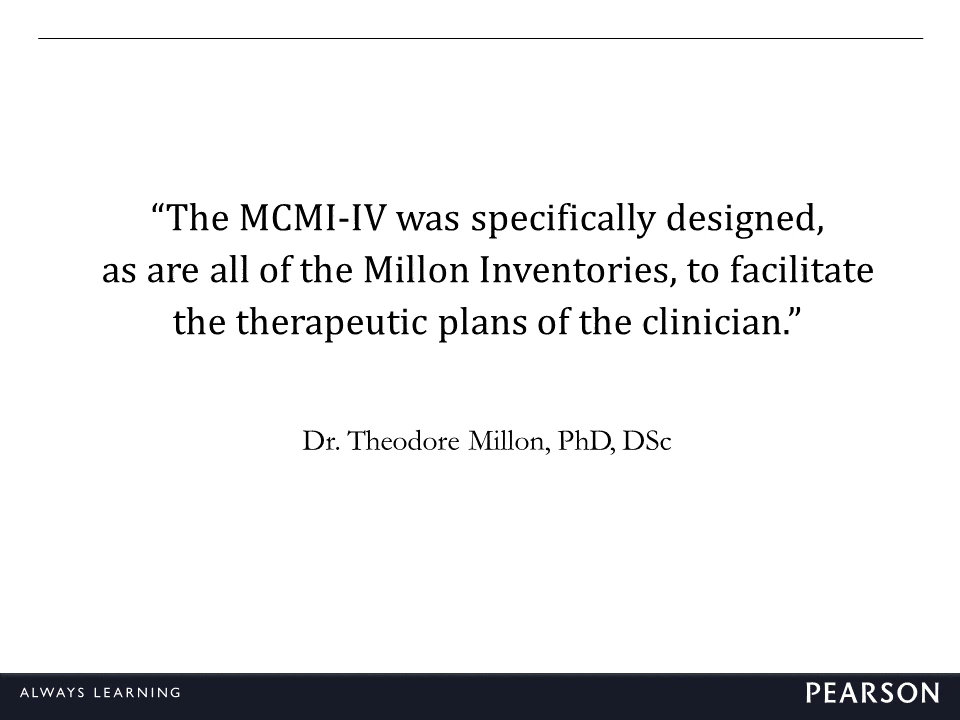 “The MCMI-IV was specifically designed,
as are all of the Millon Inventories, to facilitate
the therapeutic plans of the clinician.”
Dr. Theodore Millon, PhD, DSc
ALWAYS LEARNING
PEARSON